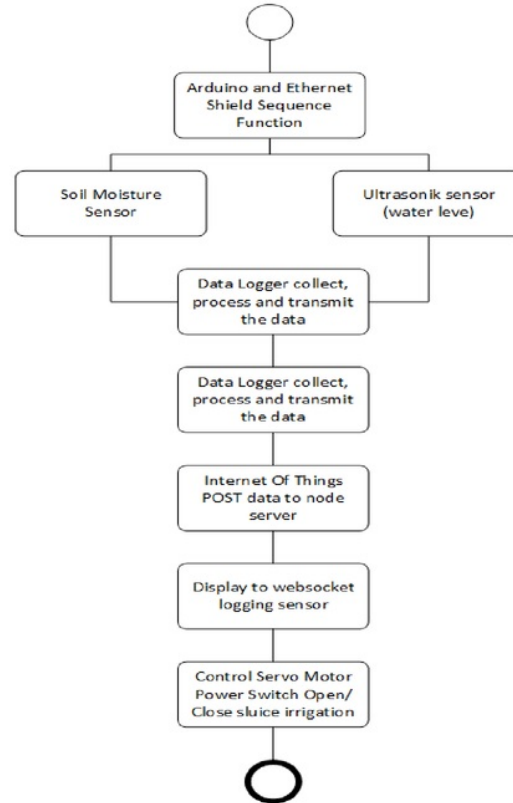 Arduino and Ethernet
Shield Sequence
Function
Soil Moisture
Sensor
Ultrasonik sensor
(water leve)
Data Logger collect,
process and transmit
the data
Data Logger collect,
process and transmit
the data
Internet Of Things
POST data to node
server
Display to websocket
logging sensor
Control Servo Motor
Power Switch Open/
Close sluice irrigation